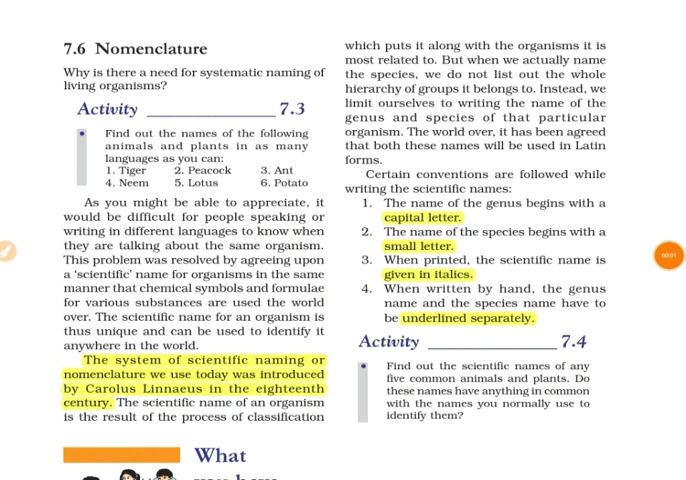 7.6 Nomenclature
Why is there a need for systematic naming of
living organisms?
Activity ______________ 7.3
• Find out the names of the following
animals and plants in as many
languages as you can:
1. Tiger 2. Peacock 3. Ant
4. Neem 5. Lotus 6. Potato
As you might be able to appreciate, it
would be difficult for people speaking or
writing in different languages to know when
they are talking about the same organism.
This problem was resolved by agreeing upon
a ‘scientific’ name for organisms in the same
manner that chemical symbols and formulae
for various substances are used the world
over. The scientific name for an organism is
thus unique and can be used to identify it
anywhere in the world.
The system of scientific naming or
nomenclature we use today was introduced
by Carolus Linnaeus in the eighteenth
century. The scientific name of an organism
is the result of the process of classification
which puts it along with the organisms it is
most related to. But when we actually name
the species, we do not list out the whole
hierarchy of groups it belongs to. Instead, we
limit ourselves to writing the name of the
genus and species of that particular
organism. The world over, it has been agreed
that both these names will be used in Latin
forms.
Certain conventions are followed while
writing the scientific names:
1. The name of the genus begins with a
capital letter.
2. The name of the species begins with a
small letter.
3. When printed, the scientific name is
given in italics.
4. When written by hand, the genus
name and the species name have to
be underlined separately.
Activity ______________ 7.4
• Find out the scientific names of any
five common animals and plants. Do
these names have anything in common
with the names you normally use to
identify them?
What
00:01